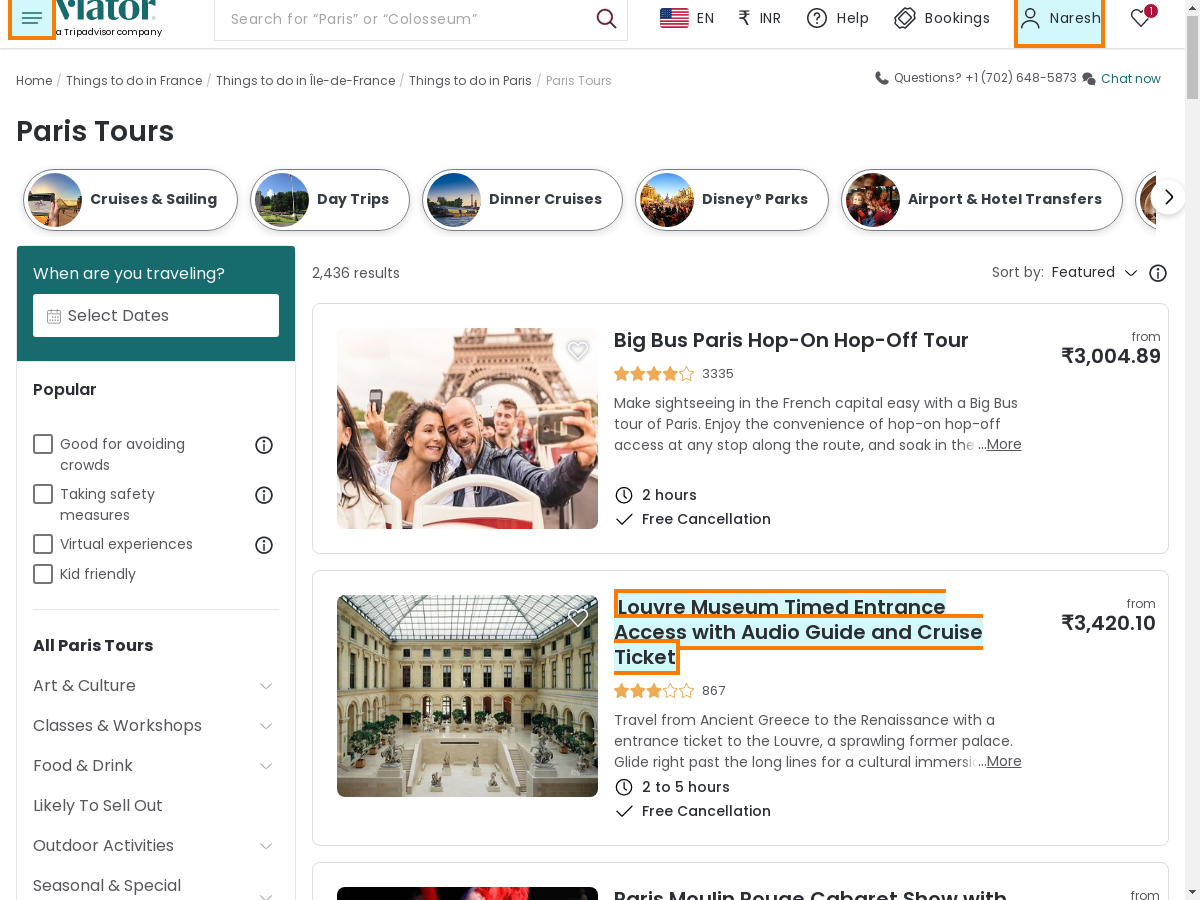 viator
a Tripadvisor company
Search for “Paris” or “Colosseum”
EN
₹ INR
Help
Bookings
Naresh
1
Home / Things to do in France / Things to do in Île-de-France / Things to do in Paris / Paris Tours
Questions? +1 (702) 648-5873 Chat now
Paris Tours
Cruises & Sailing
Day Trips
Dinner Cruises
Disney® Parks
Airport & Hotel Transfers
When are you traveling?
Select Dates
2,436 results
Sort by: Featured
Popular
Good for avoiding
crowds
Taking safety
measures
Virtual experiences
Kid friendly
All Paris Tours
Art & Culture
Classes & Workshops
Food & Drink
Likely To Sell Out
Outdoor Activities
Seasonal & Special
Big Bus Paris Hop-On Hop-Off Tour
3335
Make sightseeing in the French capital easy with a Big Bus
tour of Paris. Enjoy the convenience of hop-on hop-off
access at any stop along the route, and soak in the ...More
2 hours
Free Cancellation
from
₹3,004.89
Louvre Museum Timed Entrance
Access with Audio Guide and Cruise
Ticket
867
Travel from Ancient Greece to the Renaissance with a
entrance ticket to the Louvre, a sprawling former palace.
Glide right past the long lines for a cultural immersio...More
2 to 5 hours
Free Cancellation
from
₹3,420.10
Paris Moulin Rouge Cabaret Show with
from